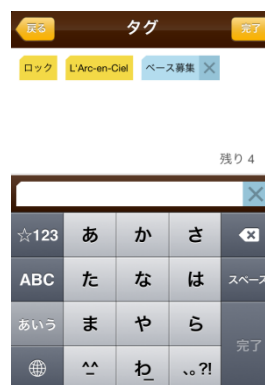 戻る タグ 完了
ロック L'Arc-en-Ciel ベース募集
残り 4
☆123 あ か さ
ABC た な は スペース
あいう ま や ら 完了
^^ わ_ 、。?!